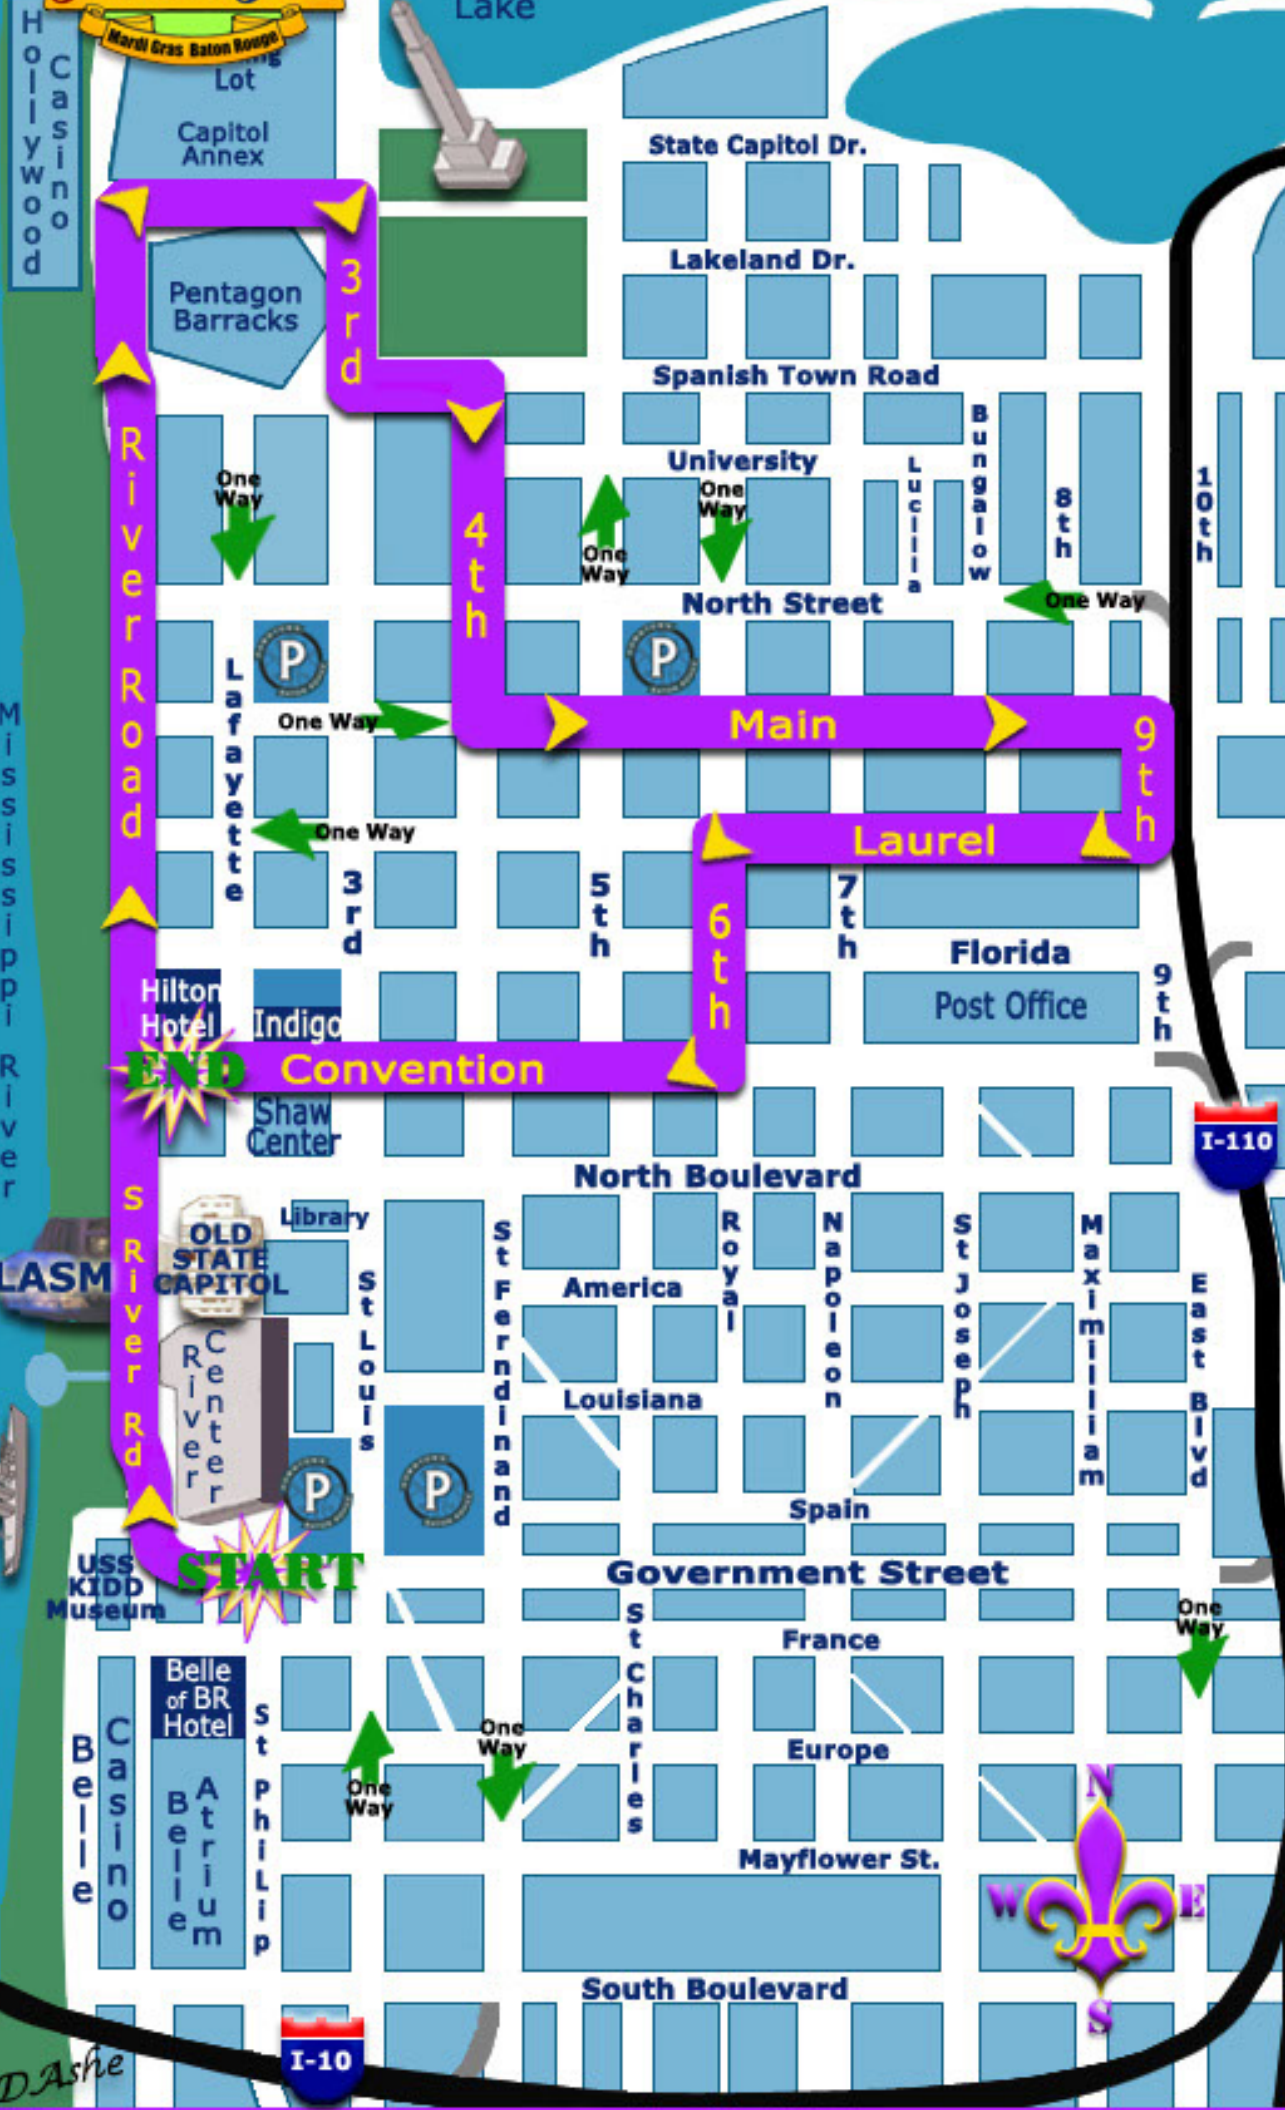 Lake
Hollywood
Casino
Mardi Gras Baton Rouge
Lot
Capitol
Annex
State Capitol Dr.
Lakeland Dr.
Pentagon
Barracks
3rd
Spanish Town Road
Bungalow
University
Lucilla
8th
10th
One
Way
One
Way
One
Way
River Road
4th
North Street
One Way
P
P
Lafayette
One Way
Main
9th
One Way
Laurel
3rd
5th
6th
7th
Florida
Post Office
9th
Mississippi River
Hilton
Hotel
Indigo
END
Convention
Shaw
Center
I-110
North Boulevard
S River Rd
Library
OLD
STATE
CAPITOL
LASM
St Louis
St Ferndinand
Royal
Napoleon
St Joseph
Maximilliam
East Blvd
America
River
Center
Louisiana
P
P
Spain
START
Government Street
USS
KIDD
Museum
St Charles
France
One
Way
Belle
of BR
Hotel
St PhiLip
Belle
Casino
Belle
Atrium
One
Way
One
Way
Europe
N
W
E
S
Mayflower St.
South Boulevard
I-10
DAshe